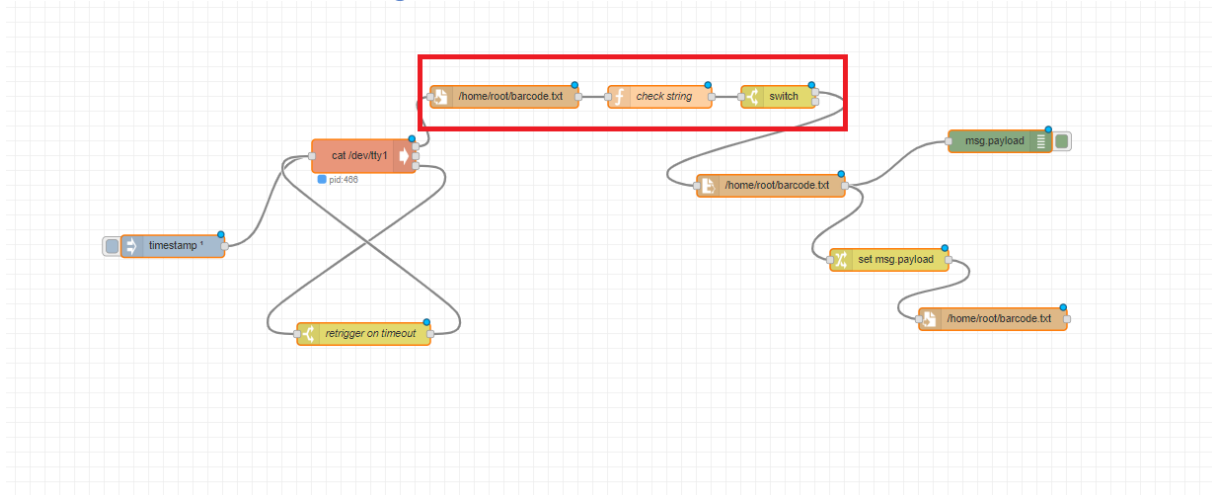 /home/root/barcode.txt
check string
switch
msg.payload
cat /dev/tty1
pid:466
/home/root/barcode.txt
timestamp ¹
set msg.payload
/home/root/barcode.txt
retrigger on timeout